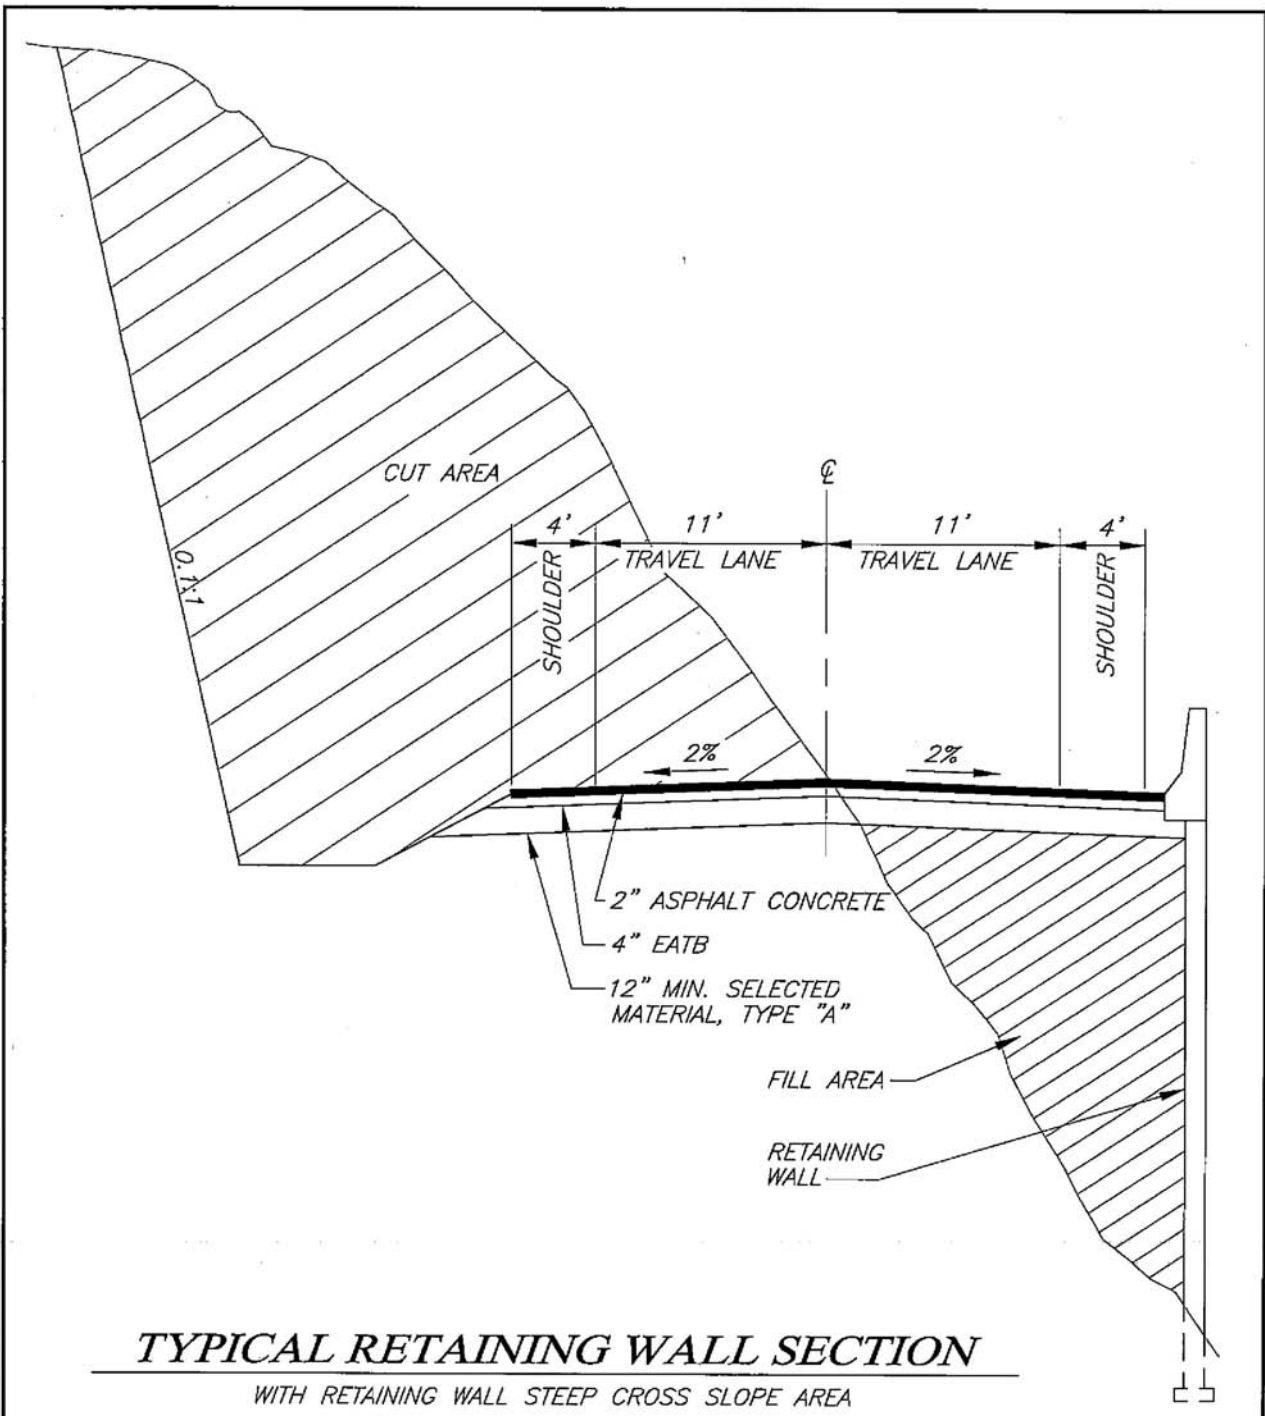 CUT AREA
℄
4' 11' 11' 4'
SHOULDER TRAVEL LANE TRAVEL LANE SHOULDER
0.1:1
2% 2%
2" ASPHALT CONCRETE
4" EATB
12" MIN. SELECTED
MATERIAL, TYPE "A"
FILL AREA
RETAINING
WALL
TYPICAL RETAINING WALL SECTION
WITH RETAINING WALL STEEP CROSS SLOPE AREA